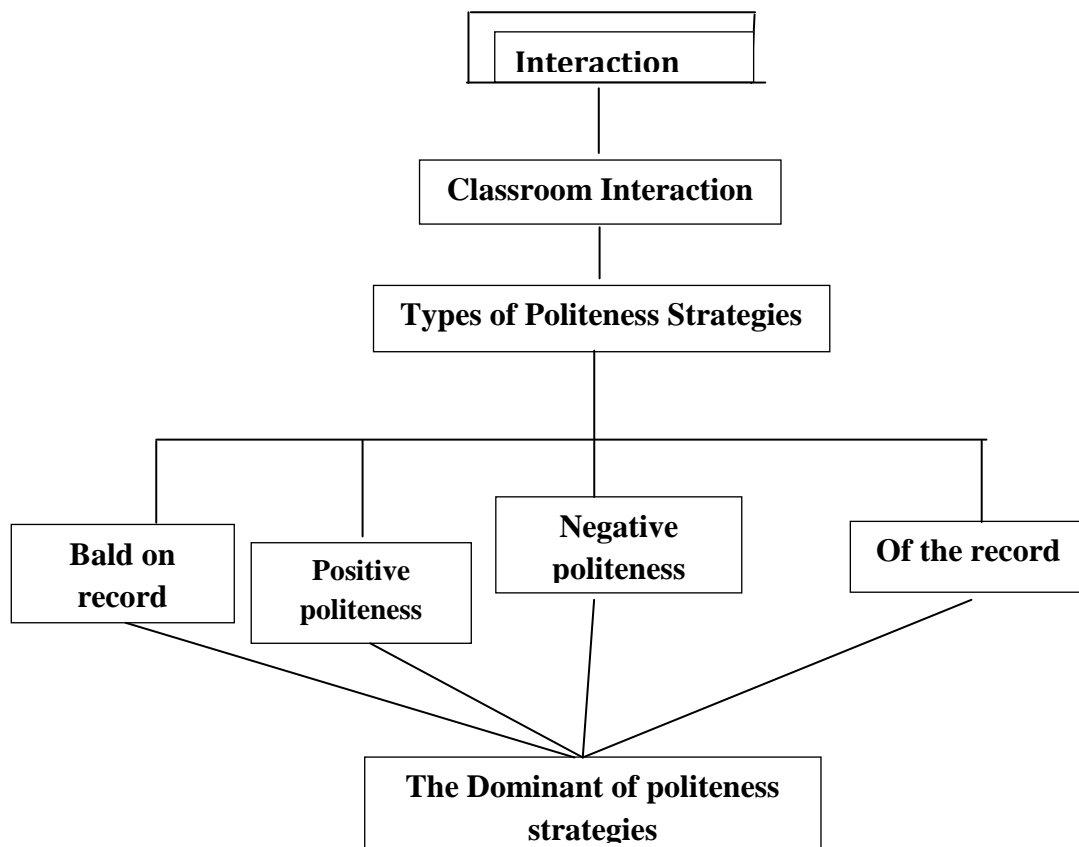 Interaction
Classroom Interaction
Types of Politeness Strategies
Bald on
record
Positive
politeness
Negative
politeness
Of the record
The Dominant of politeness
strategies